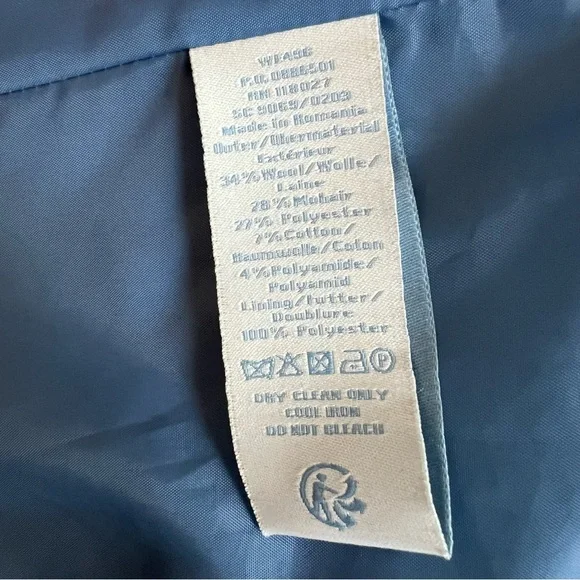 WE496
P.O. 0886501
RN 118027
SC 9069/0203
Made in Romania
Outer/Obermaterial
Extérieur
34%Wool/Wolle/
Laine
28% Mohair
27% Polyester
7%Cotton/
Baumwolle/Coton
4%Polyamide/
Polyamid
Lining/Futter/
Doublure
100% Polyester
P
DRY CLEAN ONLY
COOL IRON
DO NOT BLEACH